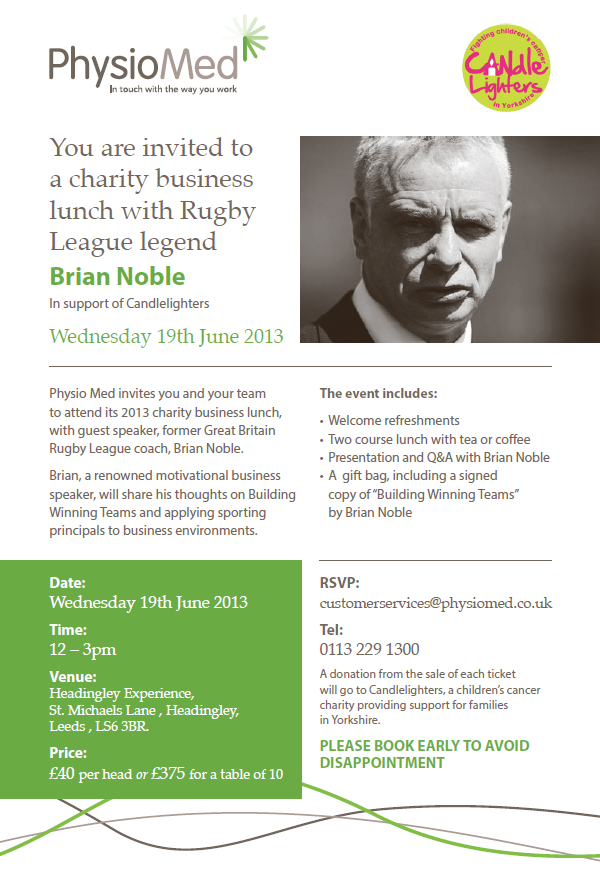 PhysioMed
In touch with the way you work
Fighting children's cancer
CANdle
Lighters
in Yorkshire
You are invited to
a charity business
lunch with Rugby
League legend
Brian Noble
In support of Candlelighters
Wednesday 19th June 2013
Physio Med invites you and your team
to attend its 2013 charity business lunch,
with guest speaker, former Great Britain
Rugby League coach, Brian Noble.
Brian, a renowned motivational business
speaker, will share his thoughts on Building
Winning Teams and applying sporting
principals to business environments.
The event includes:
• Welcome refreshments
• Two course lunch with tea or coffee
• Presentation and Q&A with Brian Noble
• A gift bag, including a signed
copy of "Building Winning Teams"
by Brian Noble
Date:
Wednesday 19th June 2013
Time:
12 – 3pm
Venue:
Headingley Experience,
St. Michaels Lane , Headingley,
Leeds , LS6 3BR.
Price:
£40 per head or £375 for a table of 10
RSVP:
customerservices@physiomed.co.uk
Tel:
0113 229 1300
A donation from the sale of each ticket
will go to Candlelighters, a children's cancer
charity providing support for families
in Yorkshire.
PLEASE BOOK EARLY TO AVOID
DISAPPOINTMENT